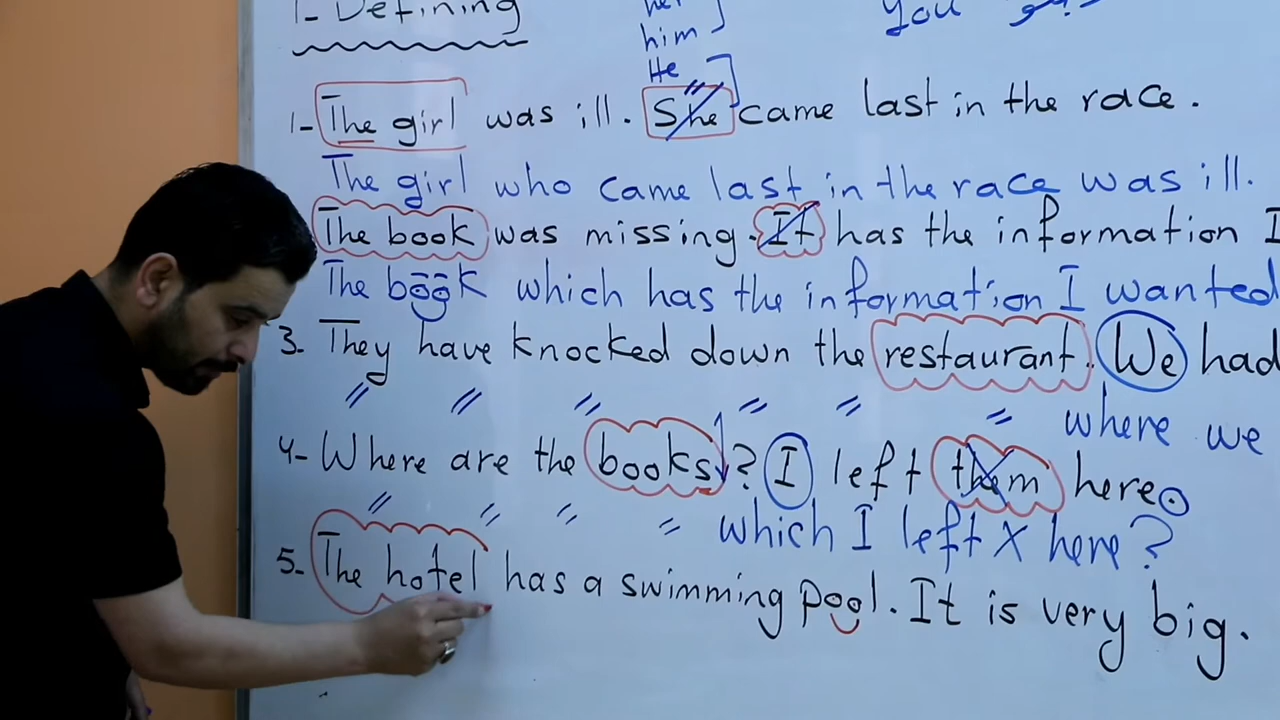 1- Defining
her
him
He
You
1- The girl was ill. She came last in the race.
The girl who came last in the race was ill.
The book was missing. It has the information I
The book which has the information I wanted
3. They have knocked down the restaurant. We had
〃 〃 〃 〃 〃 〃 where we
4- Where are the books? I left them here.
〃 〃 〃 〃 which I left X here?
5- The hotel has a swimming pool. It is very big.